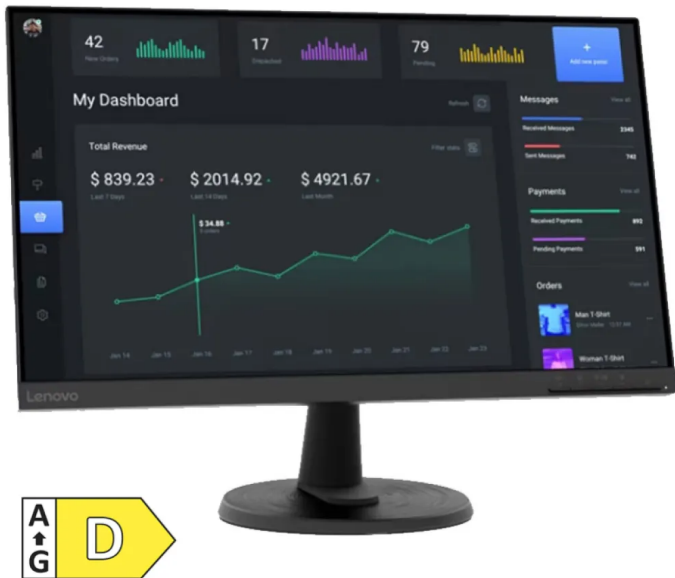 42
New Orders
17
Dispatched
79
Pending
+
Add new panel
My Dashboard
Refresh
Total Revenue
Filter stats
$ 839.23
Last 7 Days
$ 2014.92
Last 14 Days
$ 4921.67
Last Month
$ 34.88
5 orders
Jan 14
Jan 15
Jan 16
Jan 17
Jan 18
Jan 19
Jan 20
Jan 21
Jan 22
Jan 23
Messages
View all
Received Messages
2345
Sent Messages
742
Payments
View all
Received Payments
892
Pending Payments
591
Orders
View all
Man T-Shirt
Woman T-Shirt
Lenovo
A
G
D